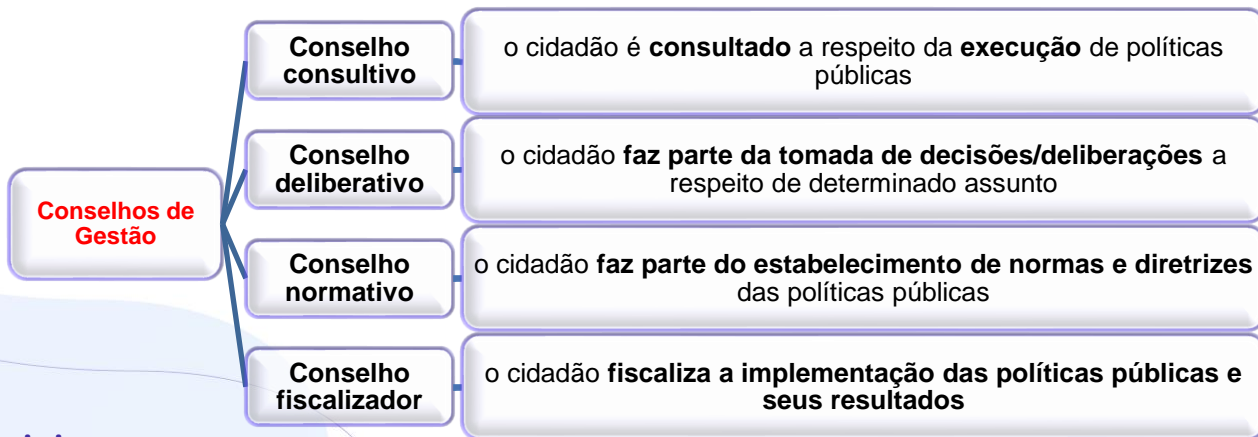 Conselhos de
Gestão
Conselho
consultivo
o cidadão é consultado a respeito da execução de políticas
públicas
Conselho
deliberativo
o cidadão faz parte da tomada de decisões/deliberações a
respeito de determinado assunto
Conselho
normativo
o cidadão faz parte do estabelecimento de normas e diretrizes
das políticas públicas
Conselho
fiscalizador
o cidadão fiscaliza a implementação das políticas públicas e
seus resultados